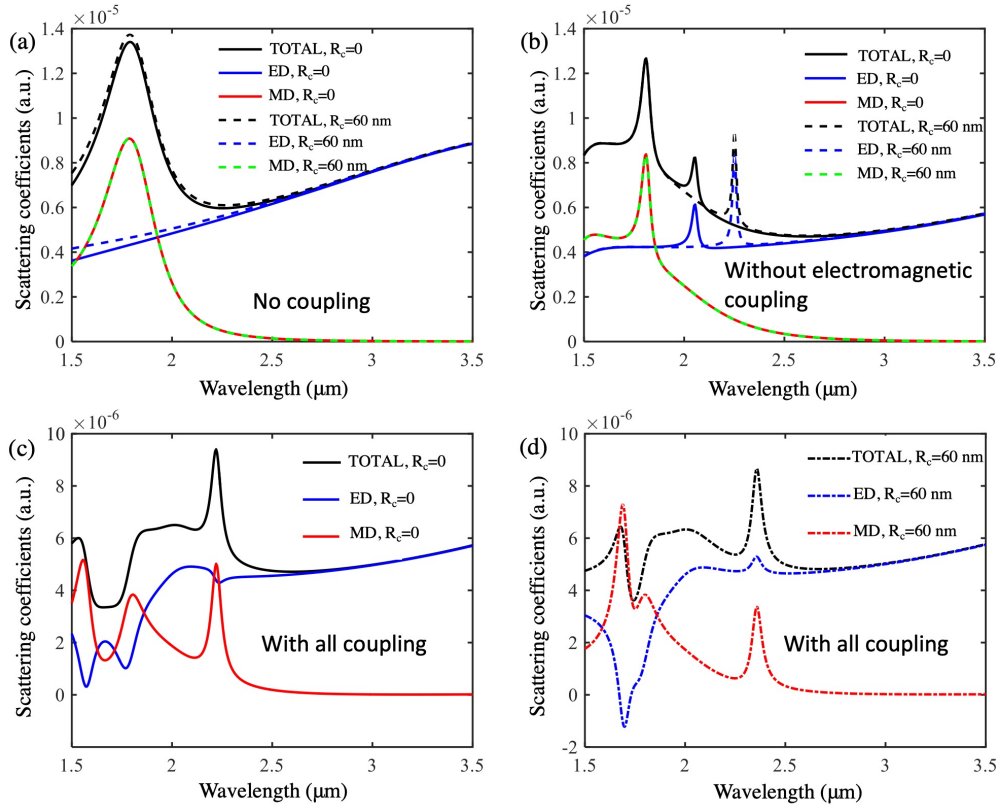 (a)
×10⁻⁵
1.4
1.2
1
0.8
0.6
0.4
0.2
0
Scattering coefficients (a.u.)
TOTAL, R_c=0
ED, R_c=0
MD, R_c=0
TOTAL, R_c=60 nm
ED, R_c=60 nm
MD, R_c=60 nm
No coupling
1.5 2 2.5 3 3.5
Wavelength (μm)
(b)
×10⁻⁵
1.4
1.2
1
0.8
0.6
0.4
0.2
0
Scattering coefficients (a.u.)
TOTAL, R_c=0
ED, R_c=0
MD, R_c=0
TOTAL, R_c=60 nm
ED, R_c=60 nm
MD, R_c=60 nm
Without electromagnetic
coupling
1.5 2 2.5 3 3.5
Wavelength (μm)
(c)
×10⁻⁶
10
8
6
4
2
0
Scattering coefficients (a.u.)
TOTAL, R_c=0
ED, R_c=0
MD, R_c=0
With all coupling
1.5 2 2.5 3 3.5
Wavelength (μm)
(d)
×10⁻⁶
10
8
6
4
2
0
-2
Scattering coefficients (a.u.)
TOTAL, R_c=60 nm
ED, R_c=60 nm
MD, R_c=60 nm
With all coupling
1.5 2 2.5 3 3.5
Wavelength (μm)